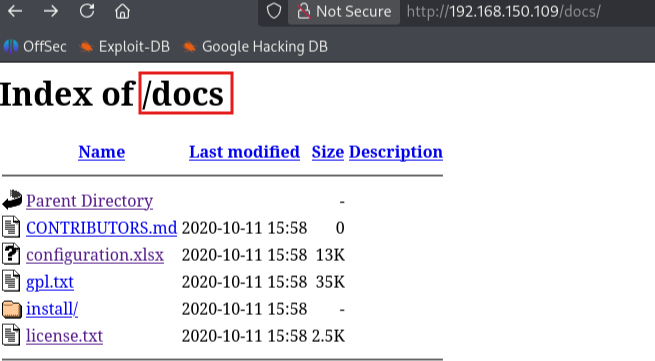 Not Secure http://192.168.150.109/docs/
OffSec Exploit-DB Google Hacking DB
Index of /docs
Name Last modified Size Description
Parent Directory -
CONTRIBUTORS.md 2020-10-11 15:58 0
configuration.xlsx 2020-10-11 15:58 13K
gpl.txt 2020-10-11 15:58 35K
install/ 2020-10-11 15:58 -
license.txt 2020-10-11 15:58 2.5K